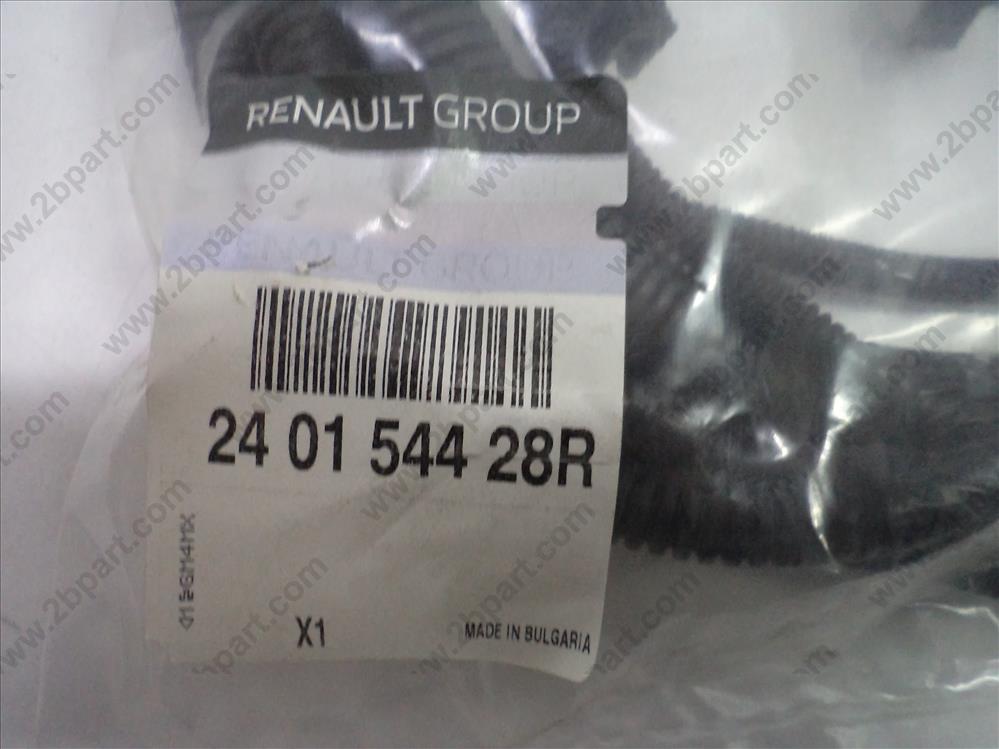 RENAULT GROUP
24 01 544 28R
X1
MADE IN BULGARIA
www.2bpart.com